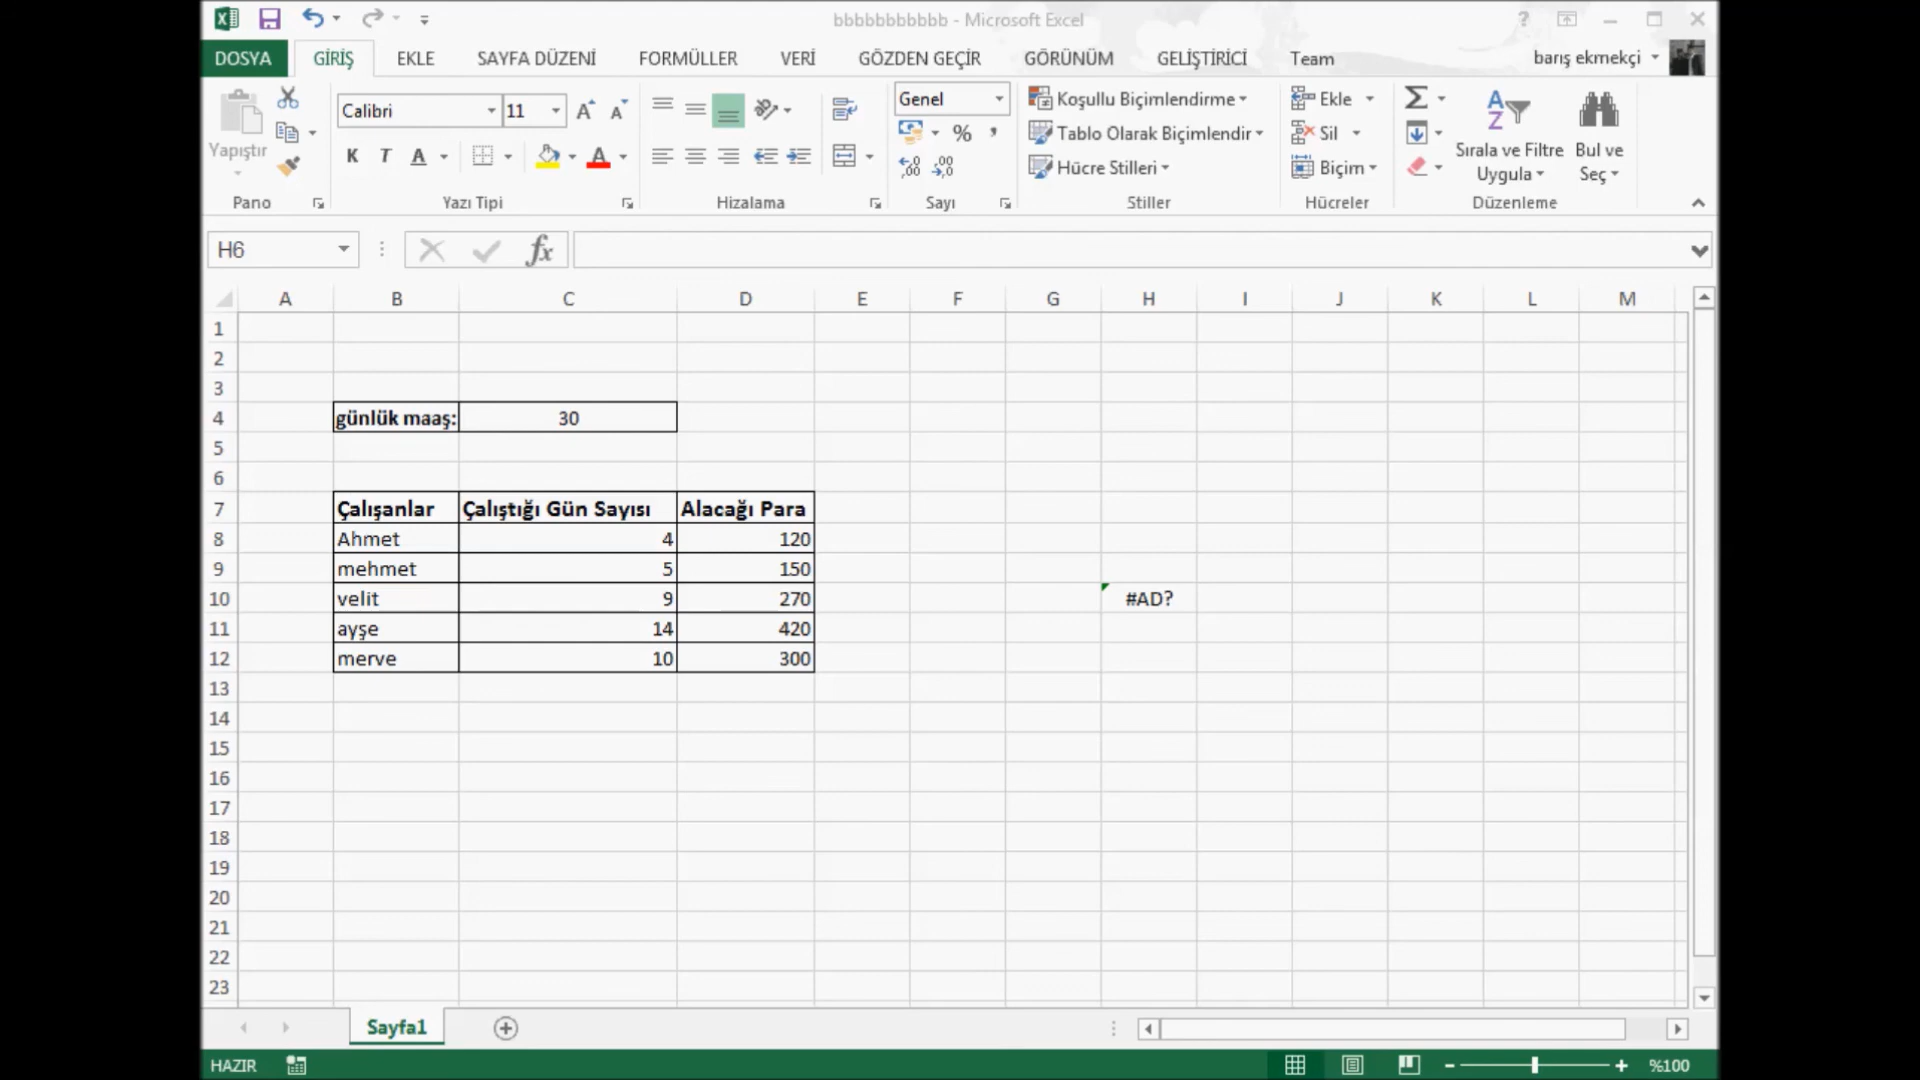 bbbbbbbbbbb - Microsoft Excel
DOSYA GİRİŞ EKLE SAYFA DÜZENİ FORMÜLLER VERİ GÖZDEN GEÇİR GÖRÜNÜM GELİŞTİRİCİ Team barış ekmekçi
Yapıştır
Pano
Calibri 11
K T A
Yazı Tipi
Hizalama
Genel
%
Sayı
Koşullu Biçimlendirme
Tablo Olarak Biçimlendir
Hücre Stilleri
Stiller
Ekle
Sil
Biçim
Hücreler
Sırala ve Filtre
Uygula
Bul ve
Seç
Düzenleme
H6 fx
A B C D E F G H I J K L M
1
2
3
4 günlük maaş: 30
5
6
7 Çalışanlar Çalıştığı Gün Sayısı Alacağı Para
8 Ahmet 4 120
9 mehmet 5 150
10 velit 9 270 #AD?
11 ayşe 14 420
12 merve 10 300
13
14
15
16
17
18
19
20
21
22
23
Sayfa1
HAZIR %100